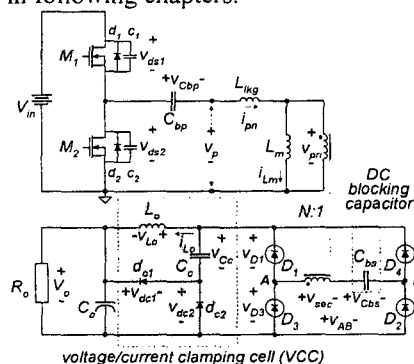 in following chapters.
d1 c1
M1
+
vds1
-
+vCbp-
Cbp
Llkg
ipn
Vin
+
vp
-
M2
+
vds2
-
d2 c2
Lm
iLm
+
vpri
-
N:1
DC
blocking
capacitor
Lo
-vLo+
iLo
+
Cc
vCc
-
+
vD1
-
D1
Cbs
D4
Ro
+
Vo
-
Co
do1
+vdc1-
+
vdc2
-
dc2
A
+vsec-
+vCbs-
B
+
vD3
-
D3
+vAB-
D2
voltage/current clamping cell (VCC)